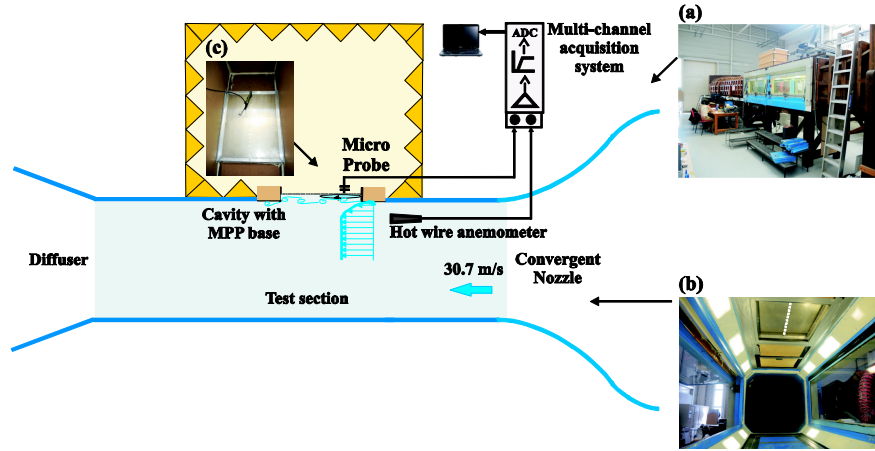 (a)
ADC
Multi-channel
acquisition
system
(c)
Micro
Probe
Cavity with
MPP base
Hot wire anemometer
Diffuser
30.7 m/s
Convergent
Nozzle
(b)
Test section